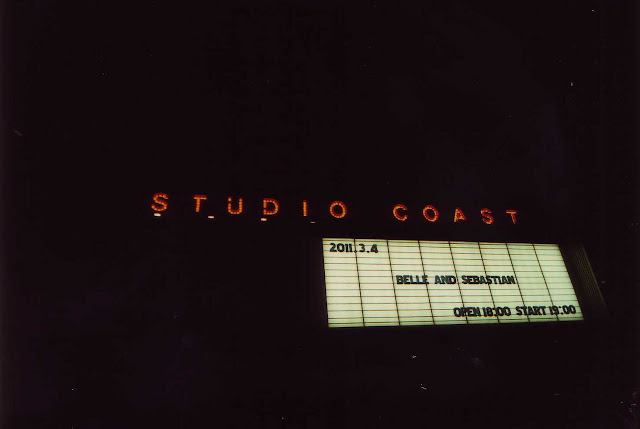 STUDIO COAST
2011.3.4
BELLE AND SEBASTIAN
OPEN 18:00 START 19:00